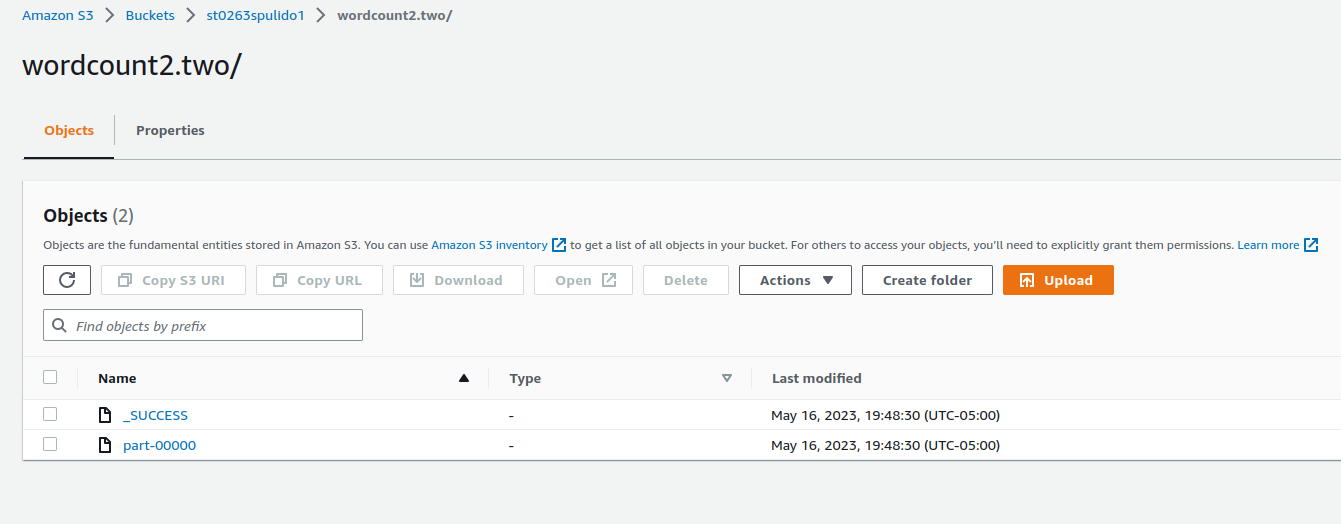 Amazon S3 > Buckets > st0263spulido1 > wordcount2.two/
wordcount2.two/
Objects Properties
Objects (2)
Objects are the fundamental entities stored in Amazon S3. You can use Amazon S3 inventory to get a list of all objects in your bucket. For others to access your objects, you'll need to explicitly grant them permissions. Learn more
Copy S3 URI Copy URL Download Open Delete Actions Create folder Upload
Find objects by prefix
Name Type Last modified
_SUCCESS - May 16, 2023, 19:48:30 (UTC-05:00)
part-00000 - May 16, 2023, 19:48:30 (UTC-05:00)